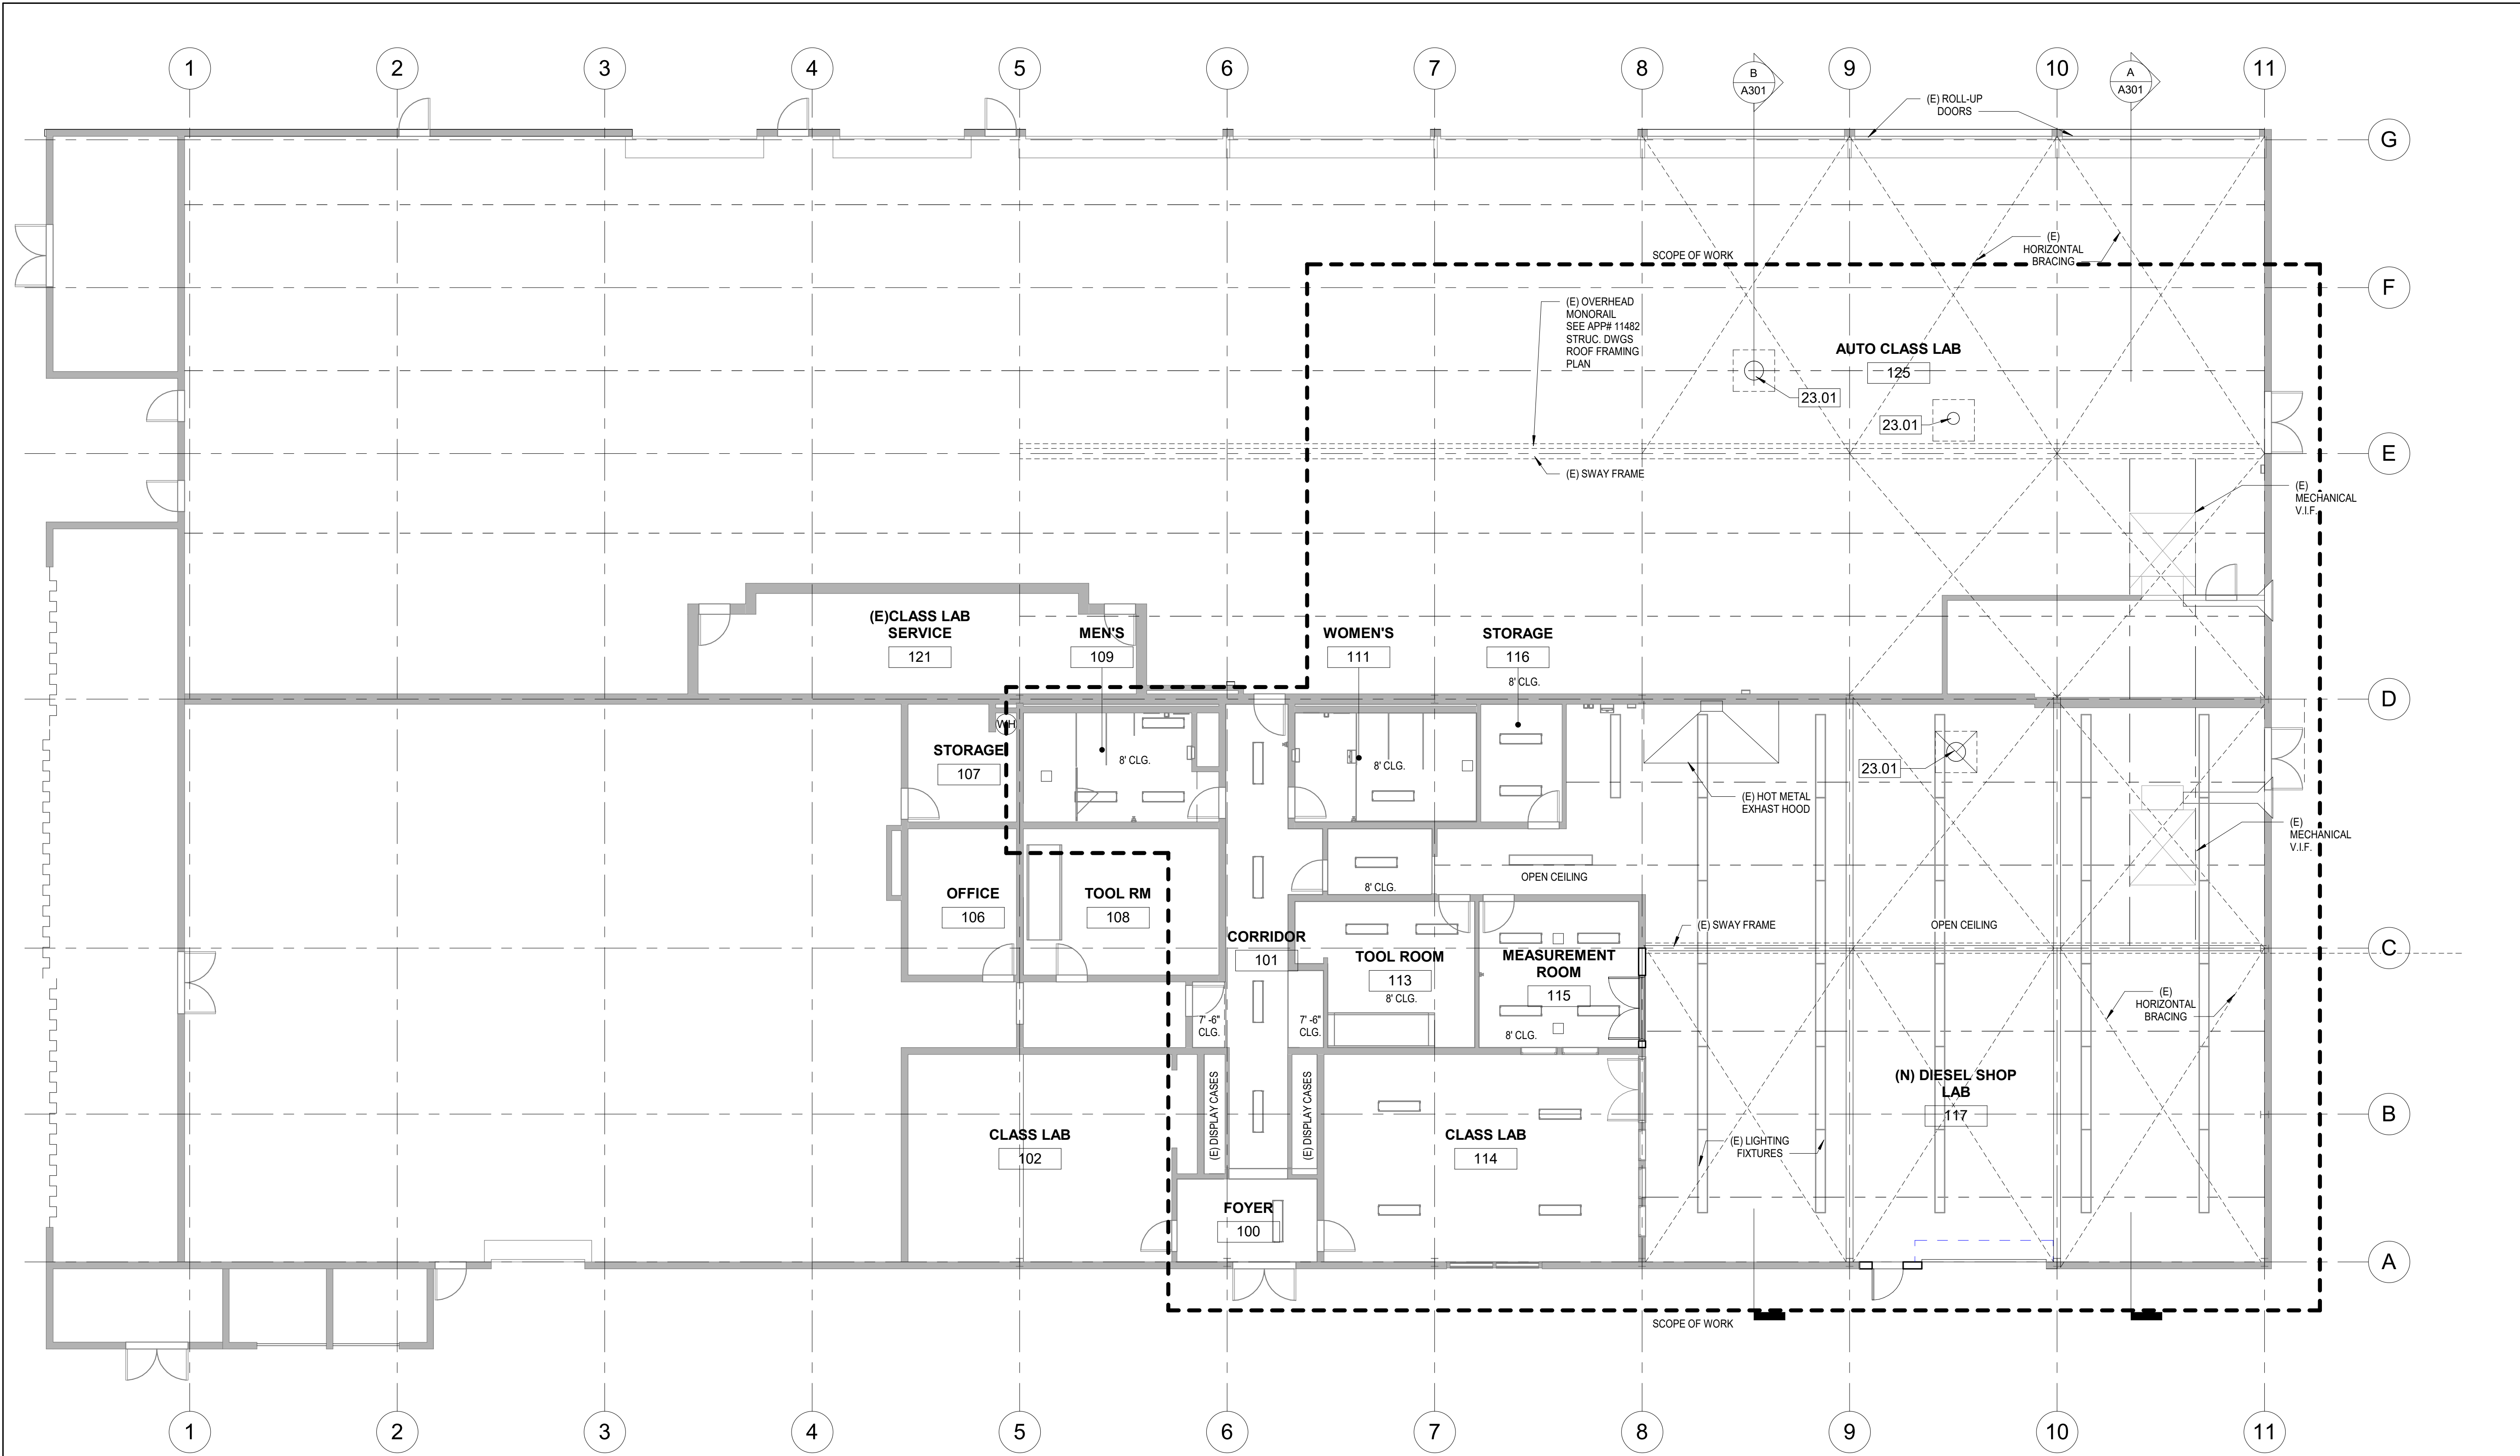 1
2
3
4
5
6
7
8
B
A301
9
10
A
A301
11
(E) ROLL-UP
DOORS
G
(E)
HORIZONTAL
BRACING
SCOPE OF WORK
F
(E) OVERHEAD
MONORAIL
SEE APP# 11482
STRUC. DWGS
ROOF FRAMING
PLAN
AUTO CLASS LAB
125
23.01
23.01
E
(E) SWAY FRAME
(E)
MECHANICAL
V.I.F.
(E)CLASS LAB
SERVICE
121
MEN'S
109
WOMEN'S
111
STORAGE
116
8' CLG.
D
WH
STORAGE
107
8' CLG.
8' CLG.
23.01
(E) HOT METAL
EXHAST HOOD
(E)
MECHANICAL
V.I.F.
OPEN CEILING
8' CLG.
OFFICE
106
TOOL RM
108
(E) SWAY FRAME
OPEN CEILING
CORRIDOR
101
TOOL ROOM
113
8' CLG.
MEASUREMENT
ROOM
115
8' CLG.
C
(E)
HORIZONTAL
BRACING
7' -6"
CLG.
7' -6"
CLG.
(E) DISPLAY CASES
(E) DISPLAY CASES
(N) DIESEL SHOP
LAB
117
B
CLASS LAB
102
CLASS LAB
114
(E) LIGHTING
FIXTURES
FOYER
100
A
SCOPE OF WORK
1
2
3
4
5
6
7
8
9
10
11